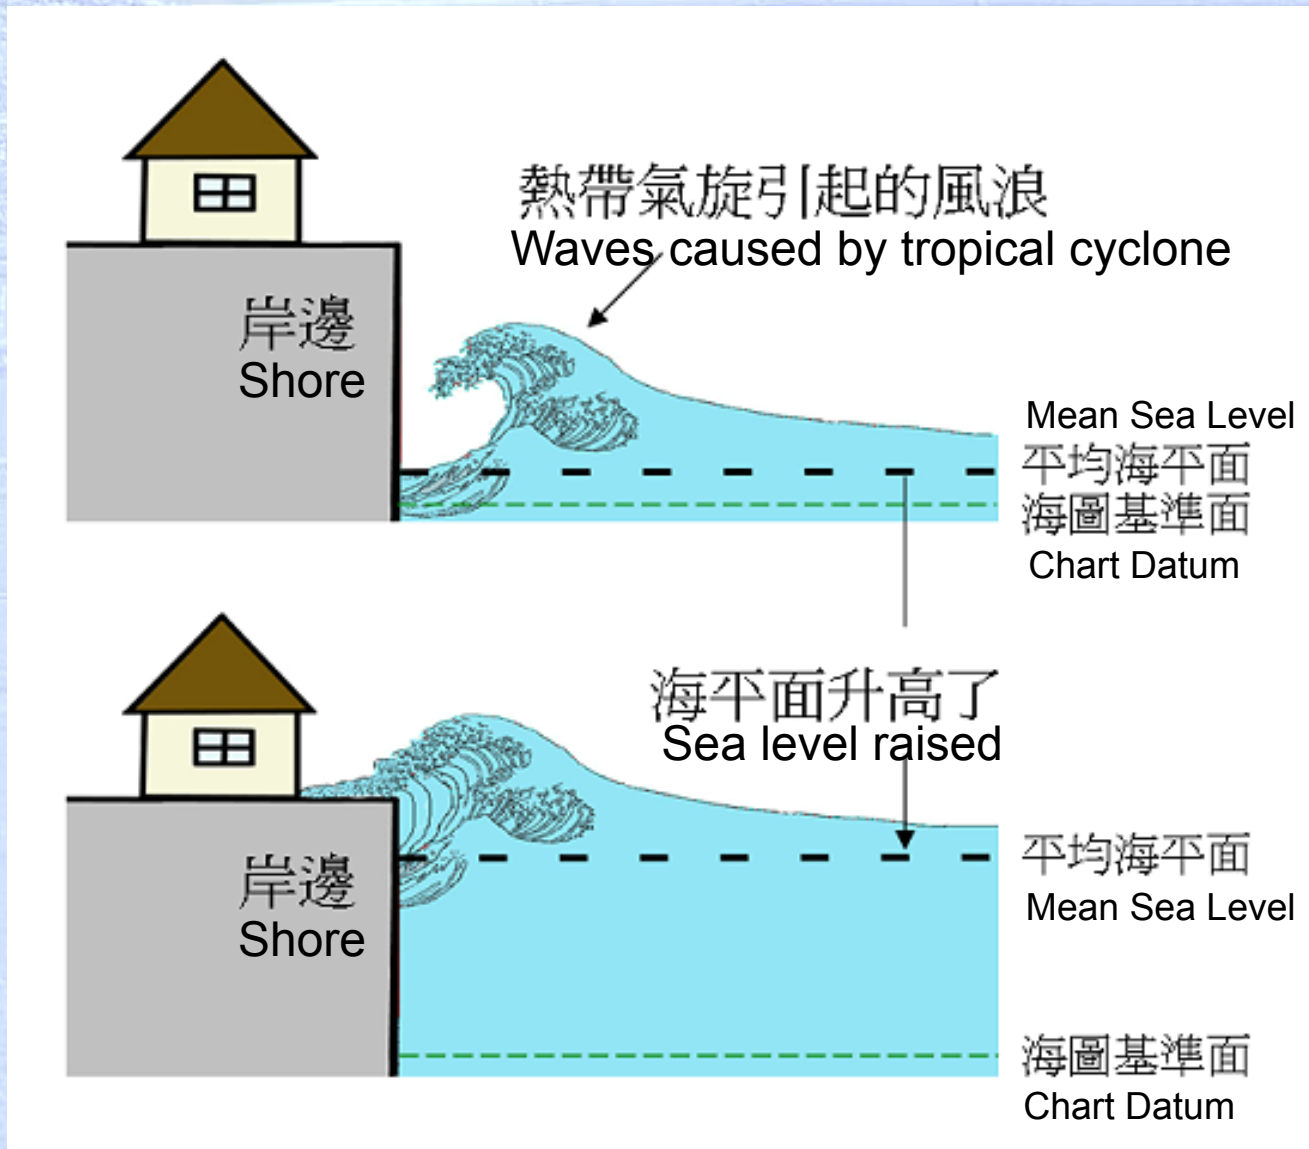 熱帶氣旋引起的風浪
Waves caused by tropical cyclone
岸邊
Shore
Mean Sea Level
平均海平面
海圖基準面
Chart Datum
海平面升高了
Sea level raised
岸邊
Shore
平均海平面
Mean Sea Level
海圖基準面
Chart Datum